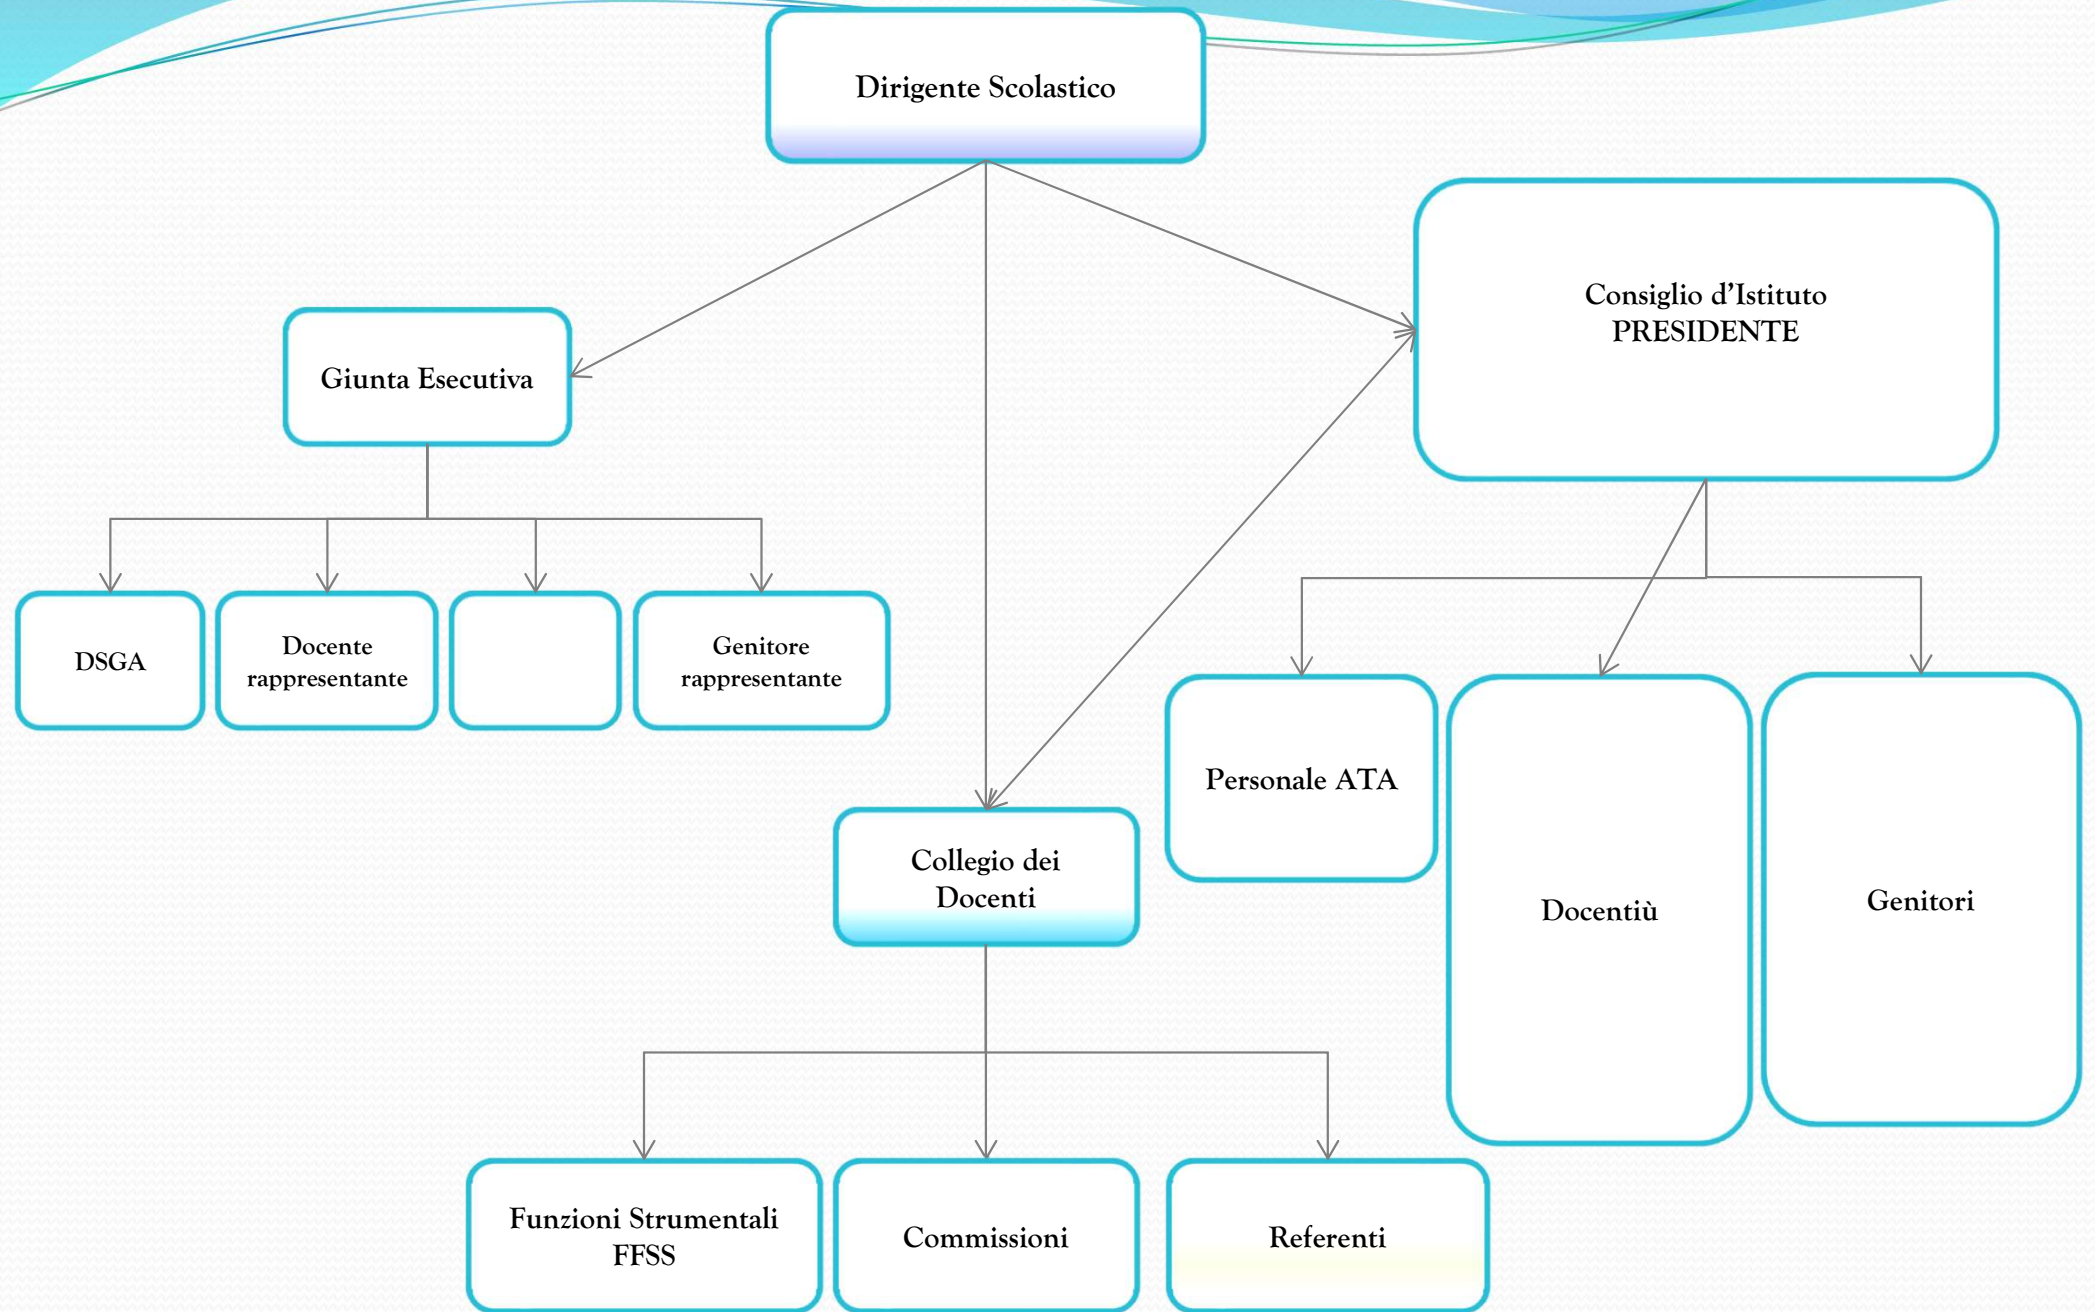 Dirigente Scolastico
Consiglio d’Istituto
PRESIDENTE
Giunta Esecutiva
DSGA
Docente
rappresentante
Genitore
rappresentante
Personale ATA
Docentiù
Genitori
Collegio dei
Docenti
Funzioni Strumentali
FFSS
Commissioni
Referenti